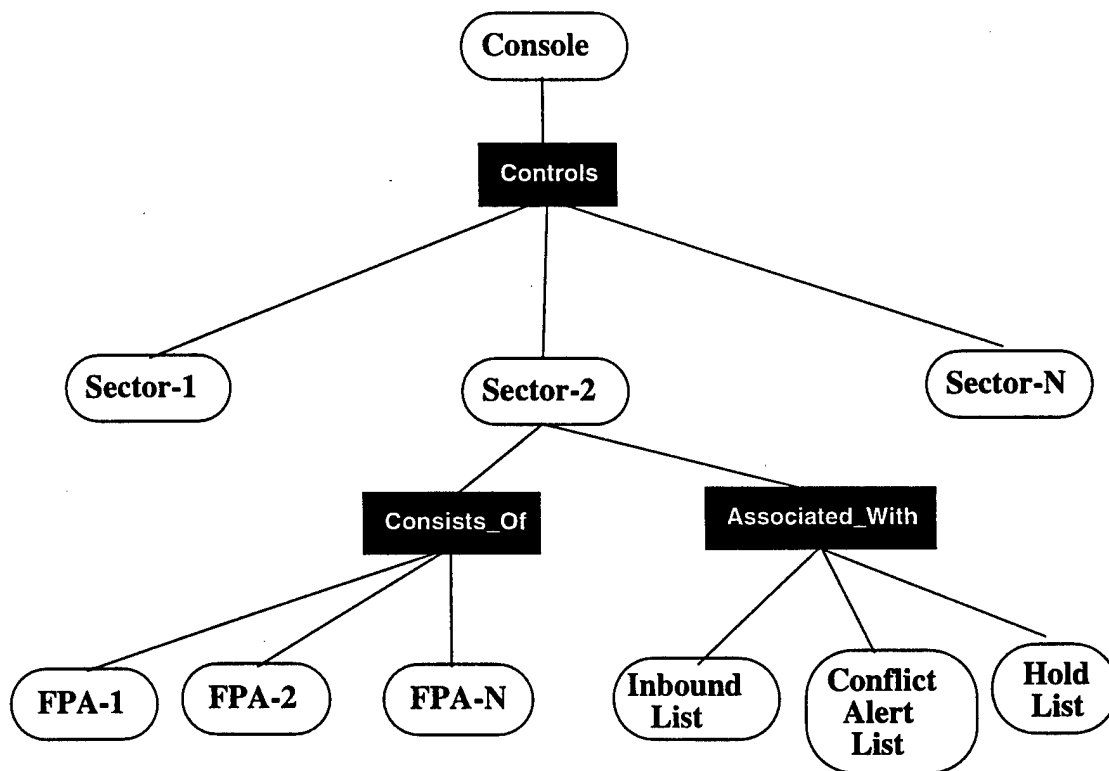 Console
Controls
Sector-1
Sector-2
Sector-N
Consists_Of
Associated_With
FPA-1
FPA-2
FPA-N
Inbound
List
Conflict
Alert
List
Hold
List